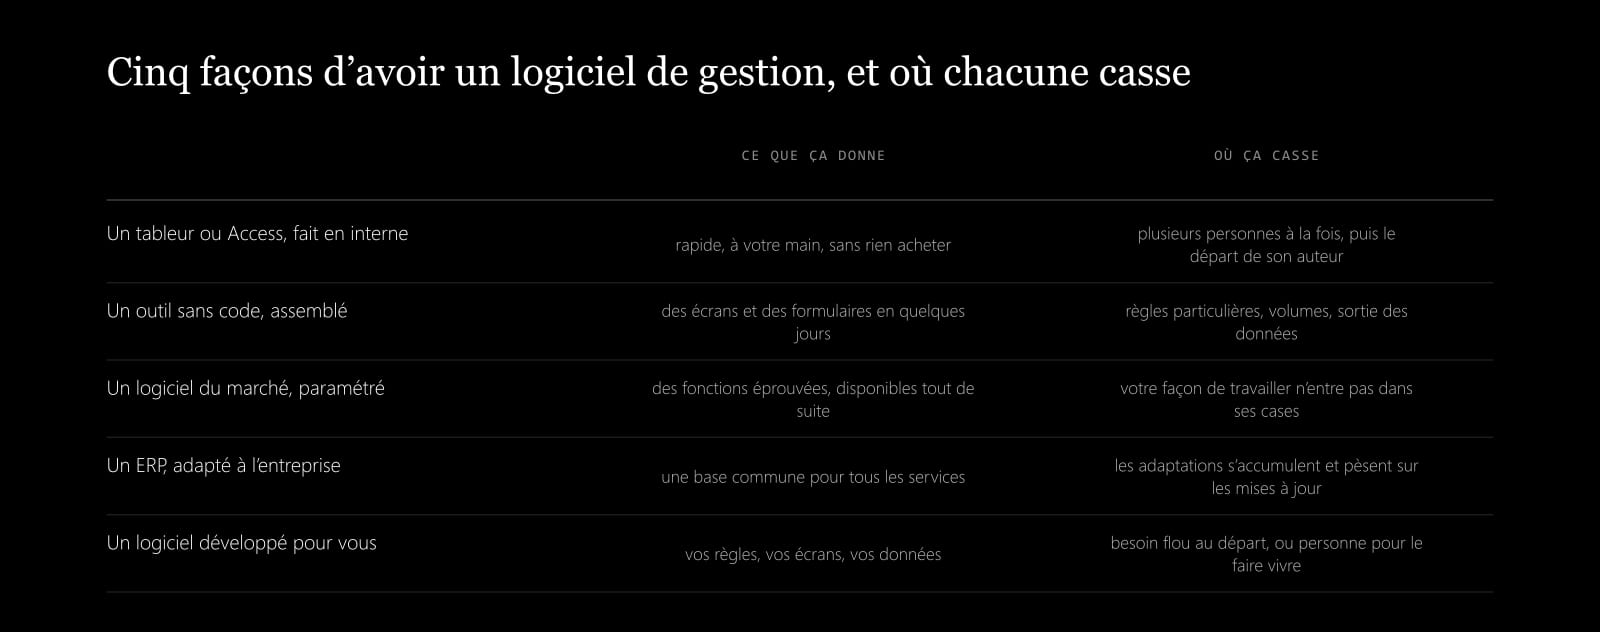 Cinq façons d’avoir un logiciel de gestion, et où chacune casse
CE QUE ÇA DONNE
OÙ ÇA CASSE
Un tableur ou Access, fait en interne
rapide, à votre main, sans rien acheter
plusieurs personnes à la fois, puis le
départ de son auteur
Un outil sans code, assemblé
des écrans et des formulaires en quelques
jours
règles particulières, volumes, sortie des
données
Un logiciel du marché, paramétré
des fonctions éprouvées, disponibles tout de
suite
votre façon de travailler n’entre pas dans
ses cases
Un ERP, adapté à l’entreprise
une base commune pour tous les services
les adaptations s’accumulent et pèsent sur
les mises à jour
Un logiciel développé pour vous
vos règles, vos écrans, vos données
besoin flou au départ, ou personne pour le
faire vivre